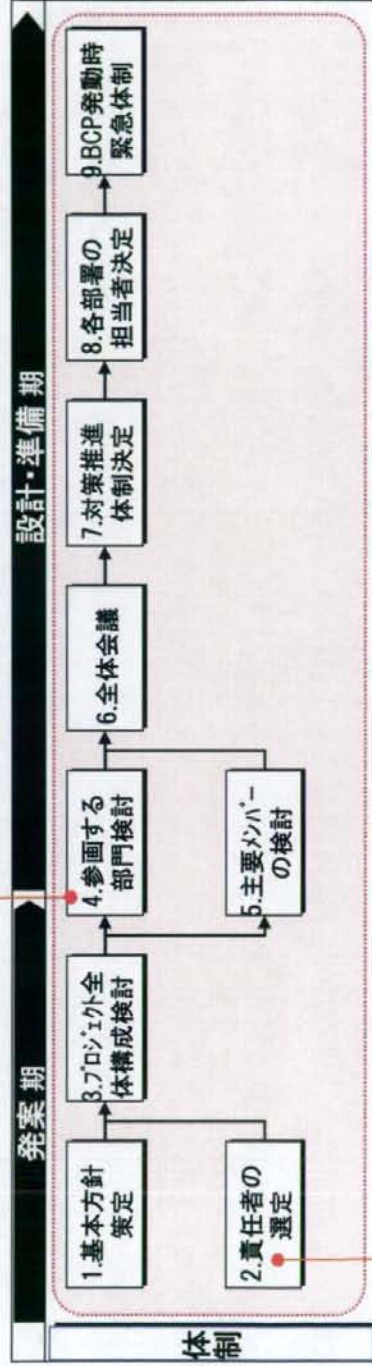 発案期
設計・準備期
体制
1.基本方針
策定
2.責任者の
選定
3.プロジェクト全
体構成検討
4.参画する
部門検討
5.主要メンバー
の検討
6.全体会議
7.対策推進
体制決定
8.各部署の
担当者決定
9.BCP発動時
緊急体制